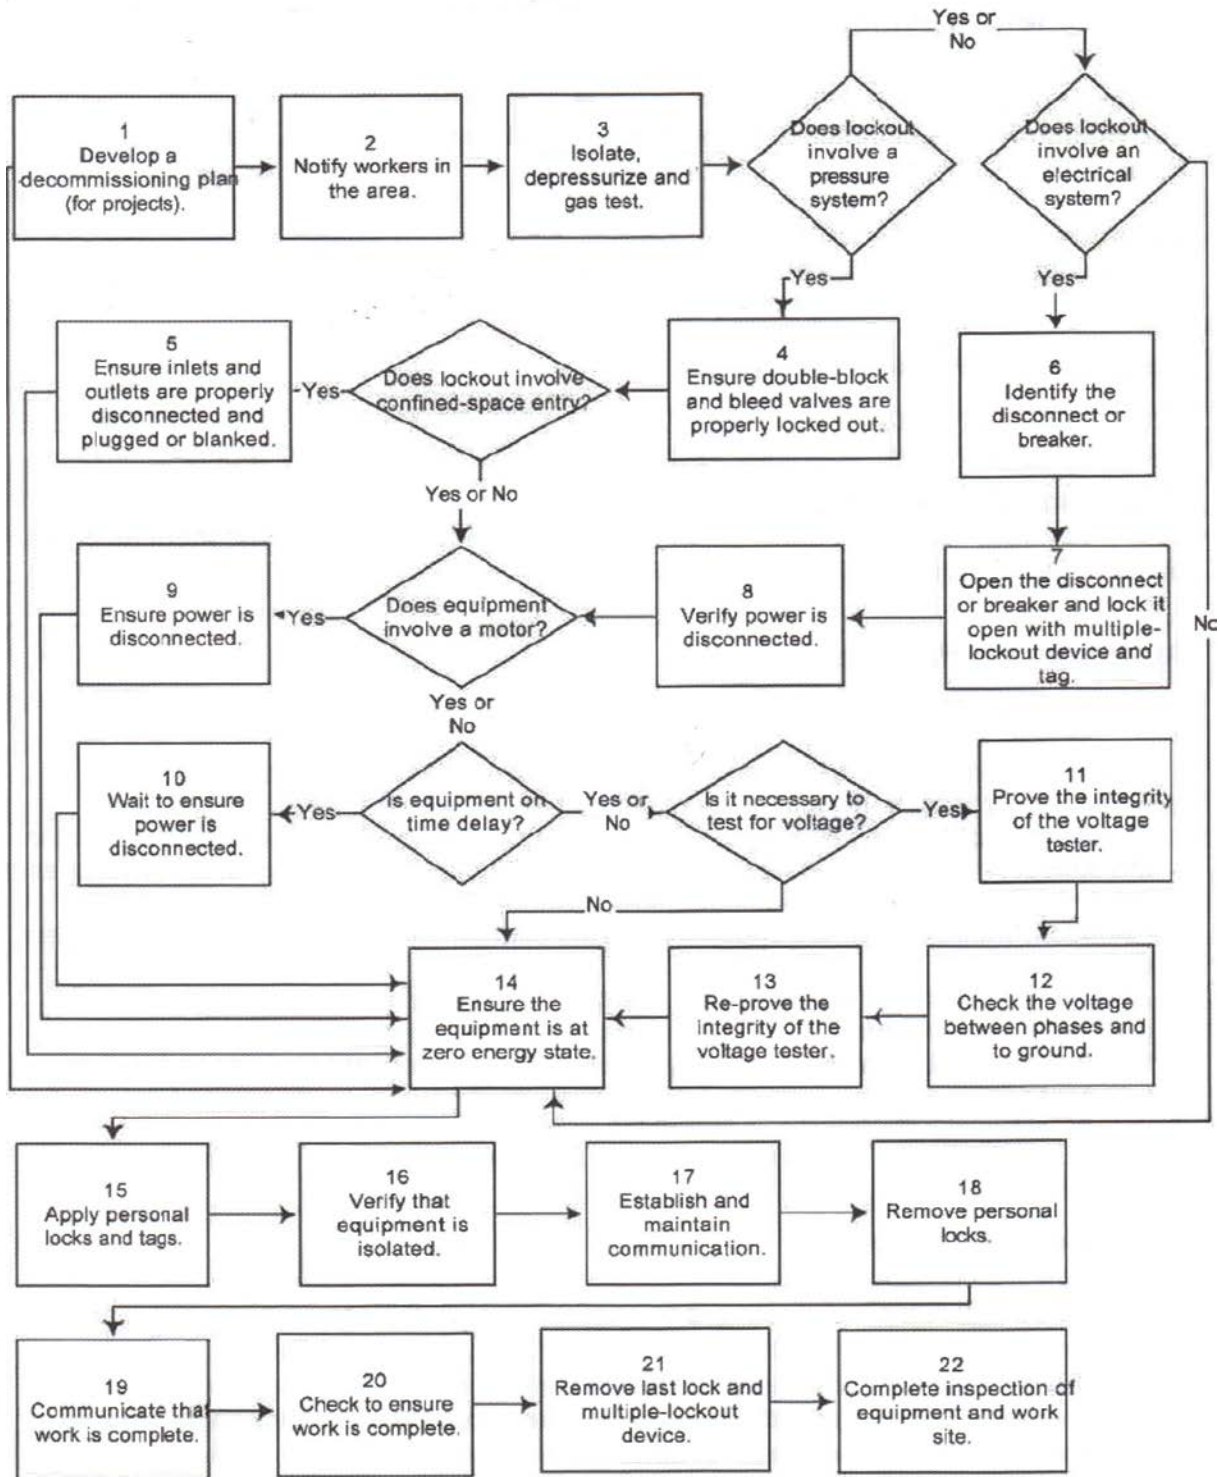 Yes or
No
1
Develop a
decommissioning plan
(for projects).
2
Notify workers in
the area.
3
Isolate,
depressurize and
gas test.
Does lockout
involve a
pressure
system?
Does lockout
involve an
electrical
system?
Yes
Yes
5
Ensure inlets and
outlets are properly
disconnected and
plugged or blanked.
Yes
Does lockout involve
confined-space entry?
4
Ensure double-block
and bleed valves are
properly locked out.
6
Identify the
disconnect or
breaker.
Yes or No
9
Ensure power is
disconnected.
Yes
Does equipment
involve a motor?
8
Verify power is
disconnected.
7
Open the disconnect
or breaker and lock it
open with multiple-
lockout device and
tag.
No
Yes or
No
10
Wait to ensure
power is
disconnected.
Yes
Is equipment on
time delay?
Yes or
No
Is it necessary to
test for voltage?
Yes
11
Prove the integrity
of the voltage
tester.
No
14
Ensure the
equipment is at
zero energy state.
13
Re-prove the
integrity of the
voltage tester.
12
Check the voltage
between phases and
to ground.
15
Apply personal
locks and tags.
16
Verify that
equipment is
isolated.
17
Establish and
maintain
communication.
18
Remove personal
locks.
19
Communicate that
work is complete.
20
Check to ensure
work is complete.
21
Remove last lock and
multiple-lockout
device.
22
Complete inspection of
equipment and work
site.